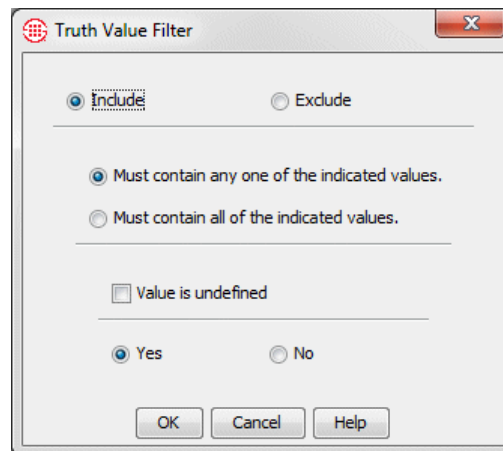 Truth Value Filter
Include Exclude
Must contain any one of the indicated values.
Must contain all of the indicated values.
Value is undefined
Yes No
OK Cancel Help